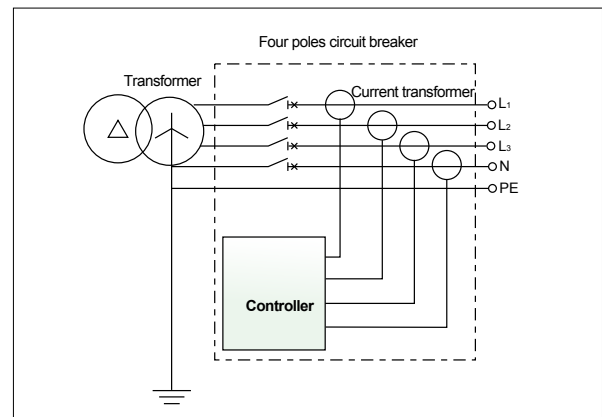 Four poles circuit breaker
Transformer
Current transformer
L₁
L₂
L₃
N
PE
Controller